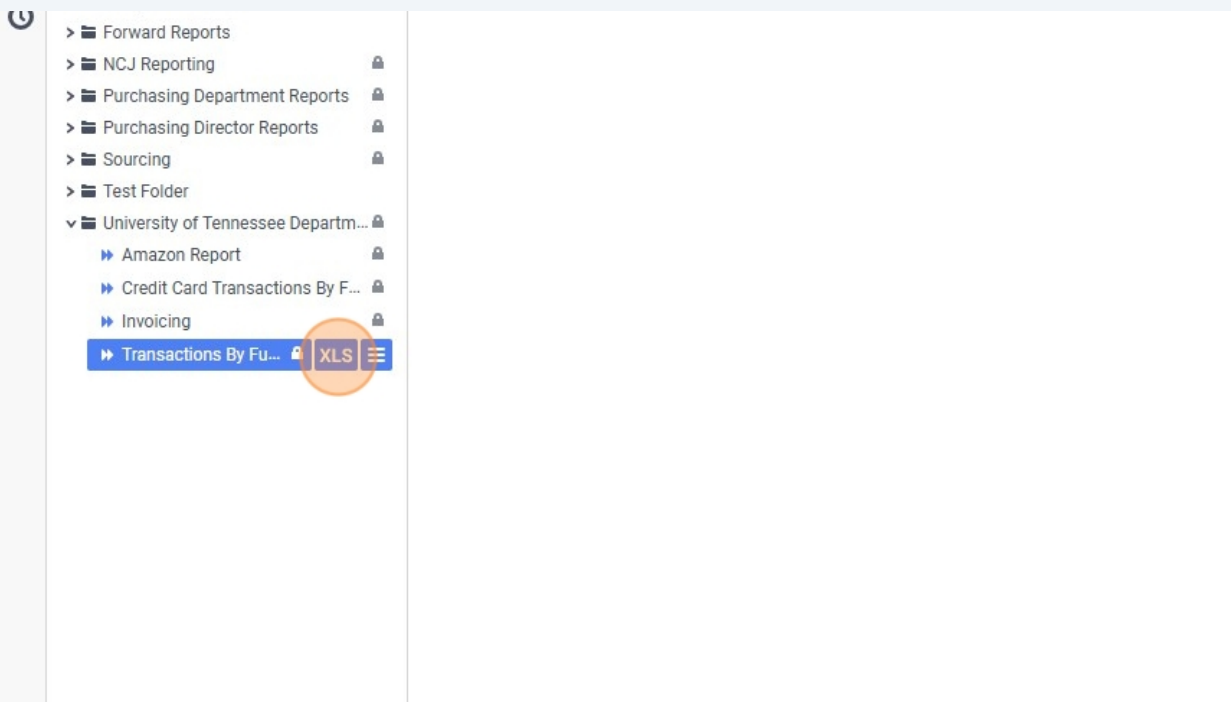 Forward Reports
NCJ Reporting
Purchasing Department Reports
Purchasing Director Reports
Sourcing
Test Folder
University of Tennessee Departm...
Amazon Report
Credit Card Transactions By F...
Invoicing
Transactions By Fu... XLS